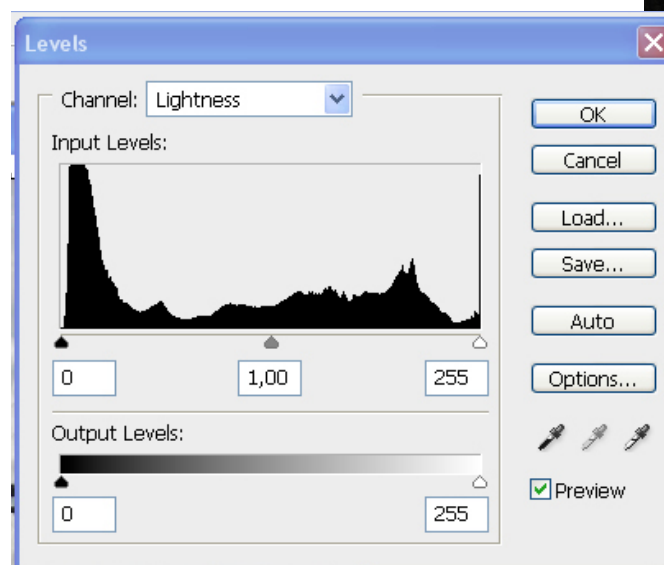 Levels
Channel: Lightness
Input Levels:
0 1,00 255
Output Levels:
0 255
OK
Cancel
Load...
Save...
Auto
Options...
Preview